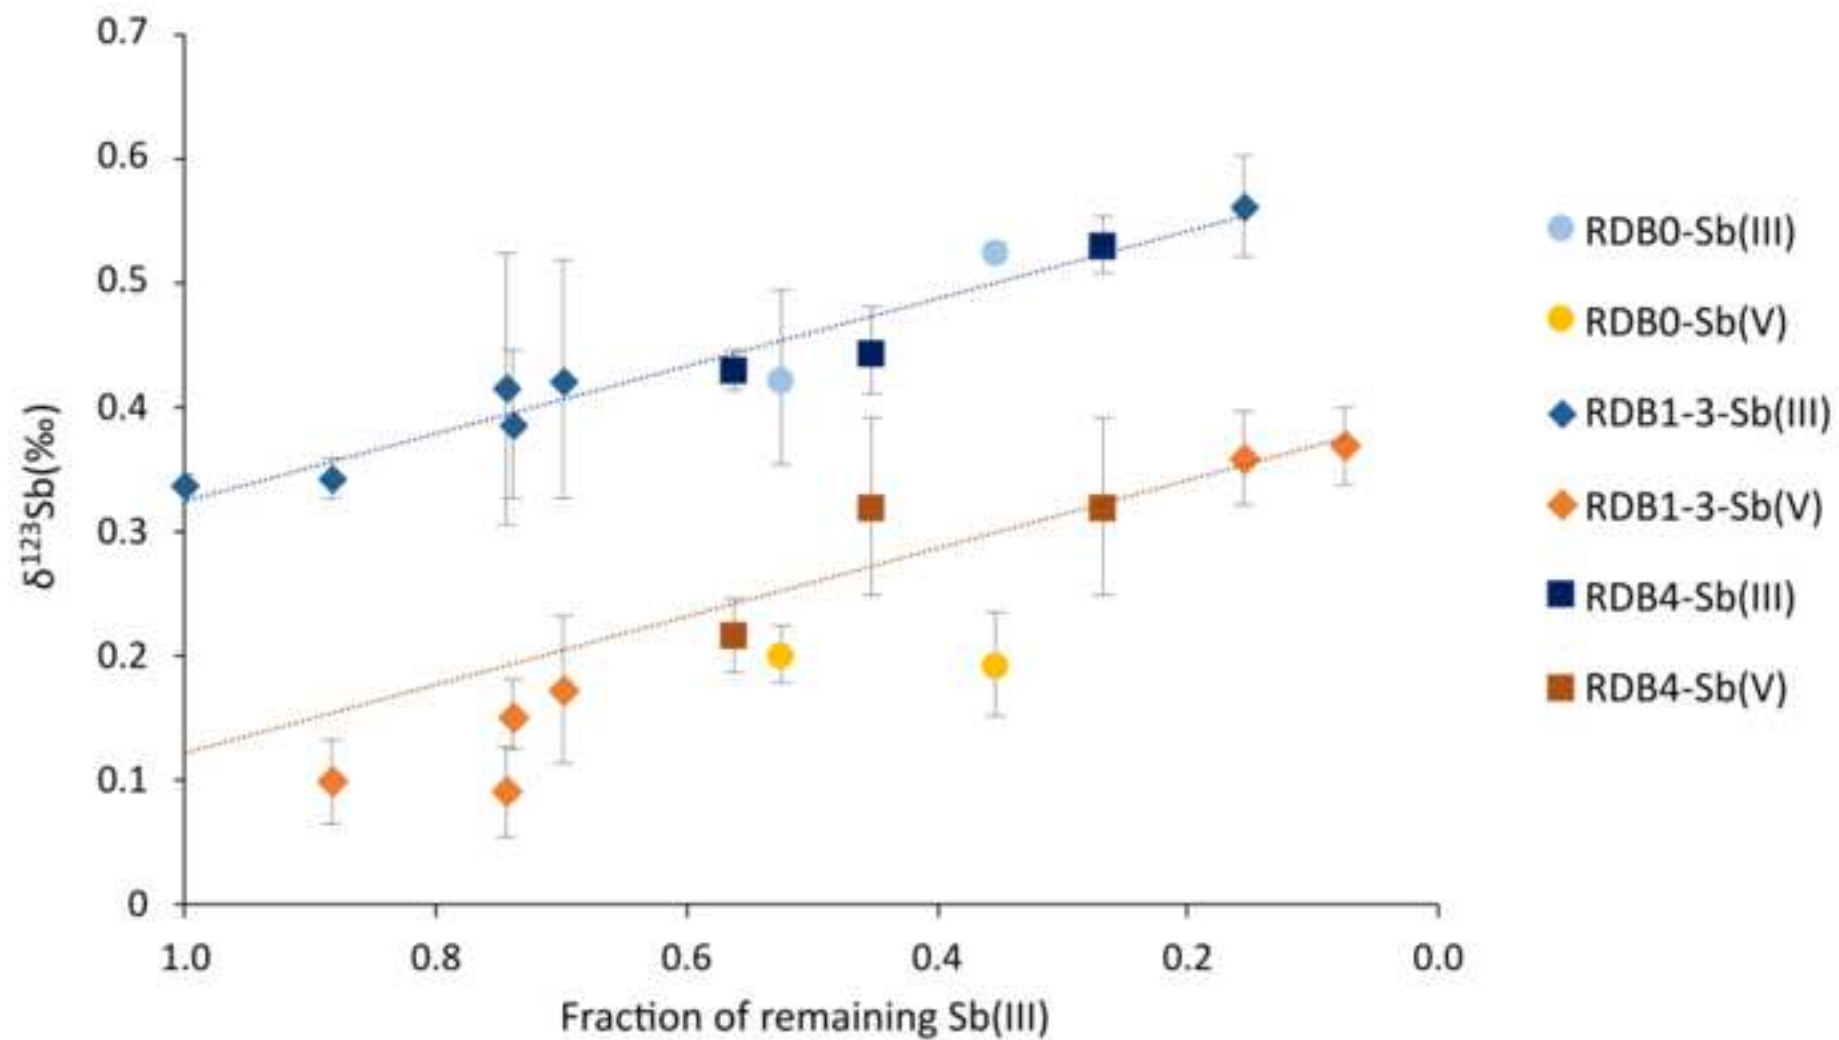 0.7
0.6
0.5
0.4
0.3
0.2
0.1
0
δ¹²³Sb(‰)
1.0 0.8 0.6 0.4 0.2 0.0
Fraction of remaining Sb(III)
RDB0-Sb(III)
RDB0-Sb(V)
RDB1-3-Sb(III)
RDB1-3-Sb(V)
RDB4-Sb(III)
RDB4-Sb(V)